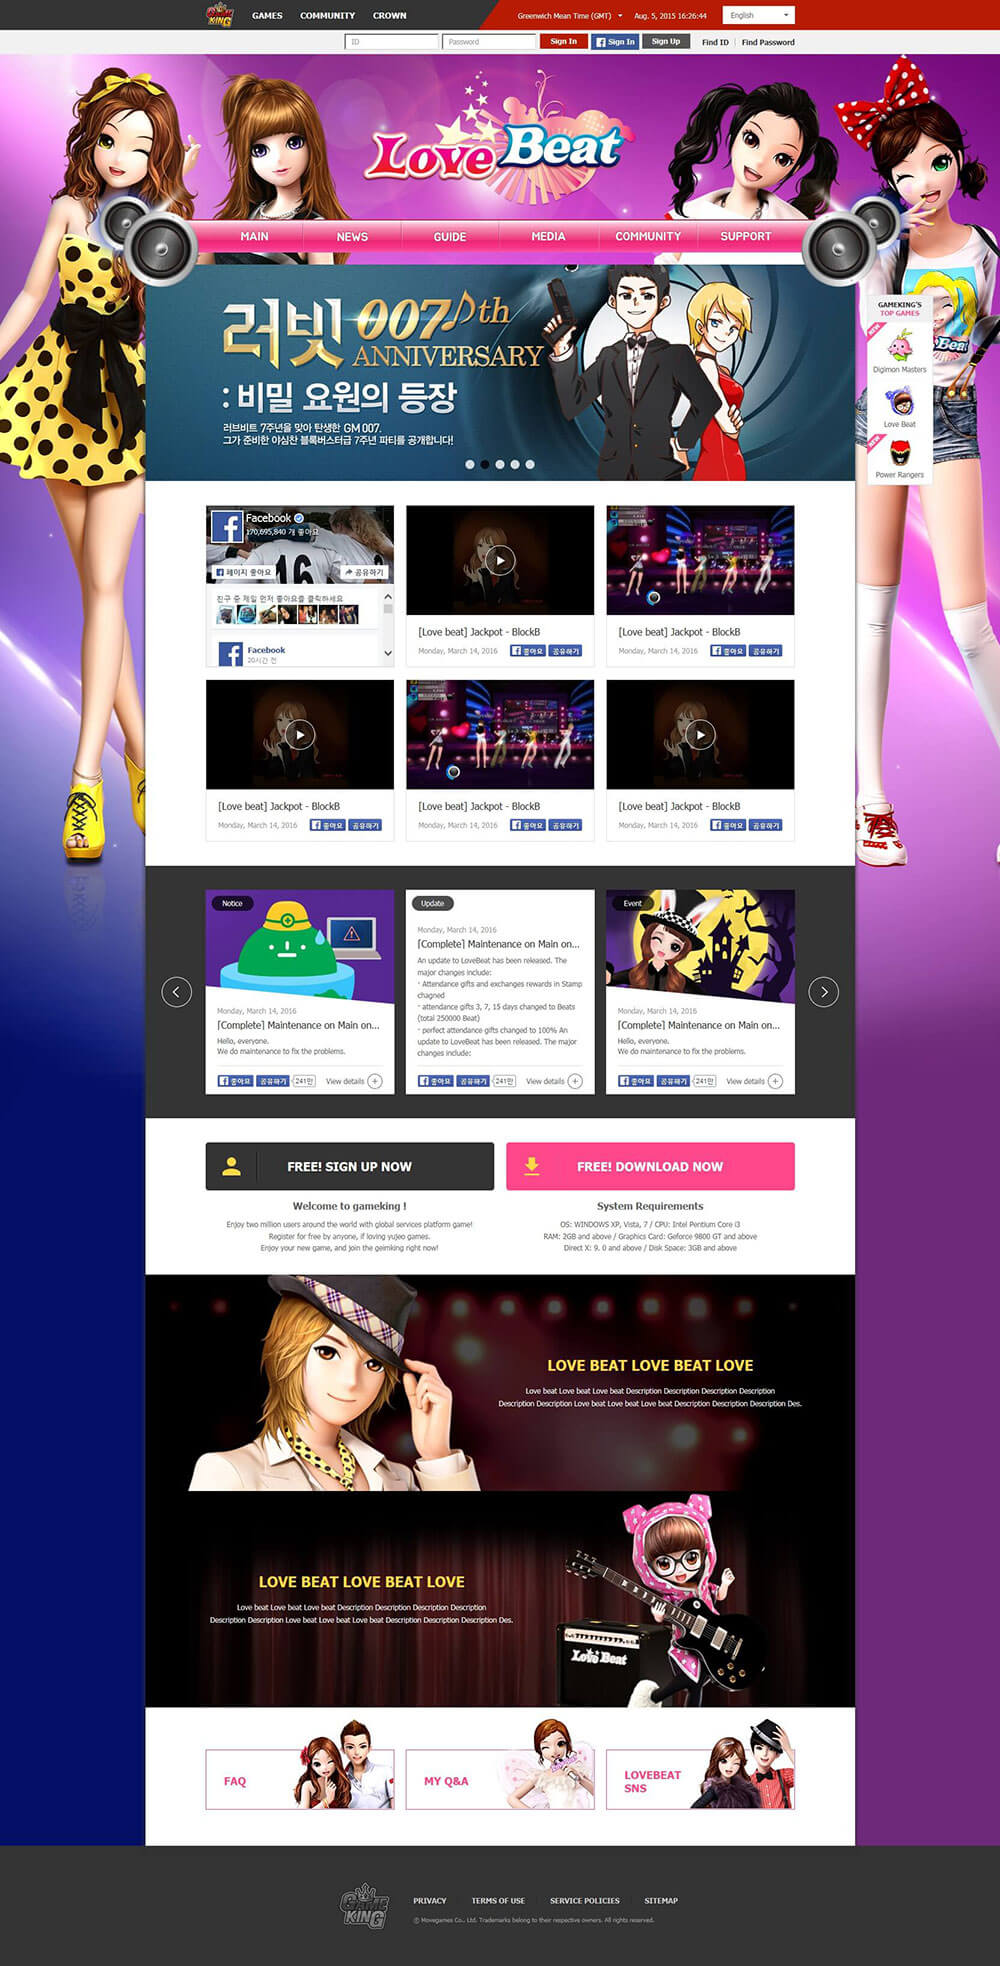 GAME KING
GAMES COMMUNITY CROWN
Greenwich Mean Time (GMT) Aug. 5, 2015 16:26:44 English
ID Password Sign In Sign In Sign Up Find ID Find Password
Love Beat
MAIN NEWS GUIDE MEDIA COMMUNITY SUPPORT
러빗 007th
ANNIVERSARY
: 비밀 요원의 등장
러브비트 7주년을 맞아 탄생한 GM 007.
그가 준비한 야심찬 블록버스터급 7주년 파티를 공개합니다!
GAMEKING'S
TOP GAMES
NEW
Digimon Masters
Love Beat
NEW
Power Rangers
Facebook
170,695,840 개 좋아요
16
페이지 좋아요 공유하기
친구 중 제일 먼저 좋아요를 클릭하세요
Facebook
20시간 전
[Love beat] Jackpot - BlockB
Monday, March 14, 2016 좋아요 공유하기
[Love beat] Jackpot - BlockB
Monday, March 14, 2016 좋아요 공유하기
[Love beat] Jackpot - BlockB
Monday, March 14, 2016 좋아요 공유하기
[Love beat] Jackpot - BlockB
Monday, March 14, 2016 좋아요 공유하기
[Love beat] Jackpot - BlockB
Monday, March 14, 2016 좋아요 공유하기
Notice
Monday, March 14, 2016
[Complete] Maintenance on Main on...
Hello, everyone.
We do maintenance to fix the problems.
좋아요 공유하기 241만 View details
Update
Monday, March 14, 2016
[Complete] Maintenance on Main on...
An update to LoveBeat has been released. The
major changes include:
· Attendance gifts and exchanges rewards in Stamp
chagned
· attendance gifts 3, 7, 15 days changed to Beats
(total 250000 Beat)
· perfect attendance gifts changed to 100% An
update to LoveBeat has been released. The major
changes include:
좋아요 공유하기 241만 View details
Event
Monday, March 14, 2016
[Complete] Maintenance on Main on...
Hello, everyone.
We do maintenance to fix the problems.
좋아요 공유하기 241만 View details
FREE! SIGN UP NOW
Welcome to gameking !
Enjoy two million users around the world with global services platform game!
Register for free by anyone, if loving yujeo games.
Enjoy your new game, and join the geimking right now!
FREE! DOWNLOAD NOW
System Requirements
OS: WINDOWS XP, Vista, 7 / CPU: Intel Pentium Core i3
RAM: 2GB and above / Graphics Card: Geforce 9800 GT and above
Direct X: 9. 0 and above / Disk Space: 3GB and above
LOVE BEAT LOVE BEAT LOVE
Love beat Love beat Love beat Description Description Description Description
Description Description Love beat Love beat Love beat Description Description Description Des.
LOVE BEAT LOVE BEAT LOVE
Love beat Love beat Love beat Description Description Description Description
Description Description Love beat Love beat Love beat Description Description Description Des.
Love Beat
FAQ
MY Q&A
LOVEBEAT
SNS
GAME KING
PRIVACY TERMS OF USE SERVICE POLICIES SITEMAP
© Movegames Co., Ltd. Trademarks belong to their respective owners. All rights reserved.